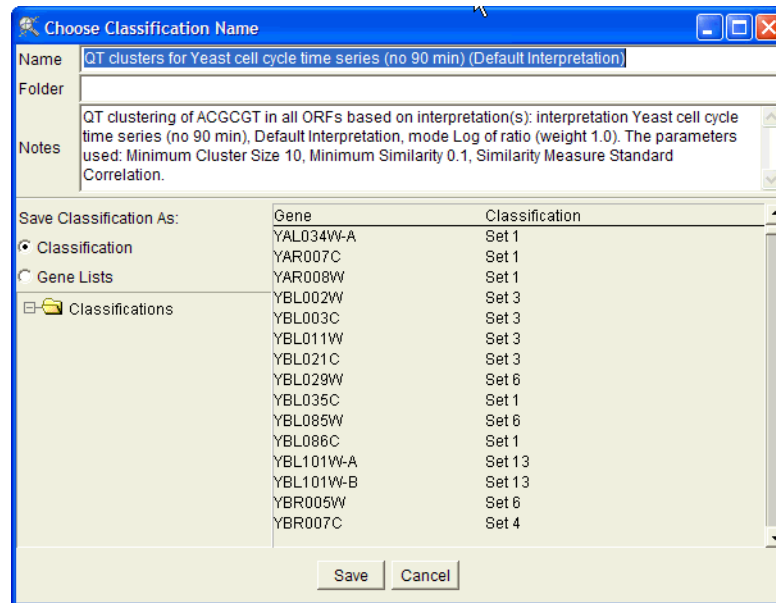 Choose Classification Name
Name QT clusters for Yeast cell cycle time series (no 90 min) (Default Interpretation)
Folder
Notes
QT clustering of ACGCGT in all ORFs based on interpretation(s): interpretation Yeast cell cycle
time series (no 90 min), Default Interpretation, mode Log of ratio (weight 1.0). The parameters
used: Minimum Cluster Size 10, Minimum Similarity 0.1, Similarity Measure Standard
Correlation.
Save Classification As:
Classification
Gene Lists
Classifications
Gene Classification
YAL034W-A Set 1
YAR007C Set 1
YAR008W Set 1
YBL002W Set 3
YBL003C Set 3
YBL011W Set 3
YBL021C Set 3
YBL029W Set 6
YBL035C Set 1
YBL085W Set 6
YBL086C Set 1
YBL101W-A Set 13
YBL101W-B Set 13
YBR005W Set 6
YBR007C Set 4
Save Cancel